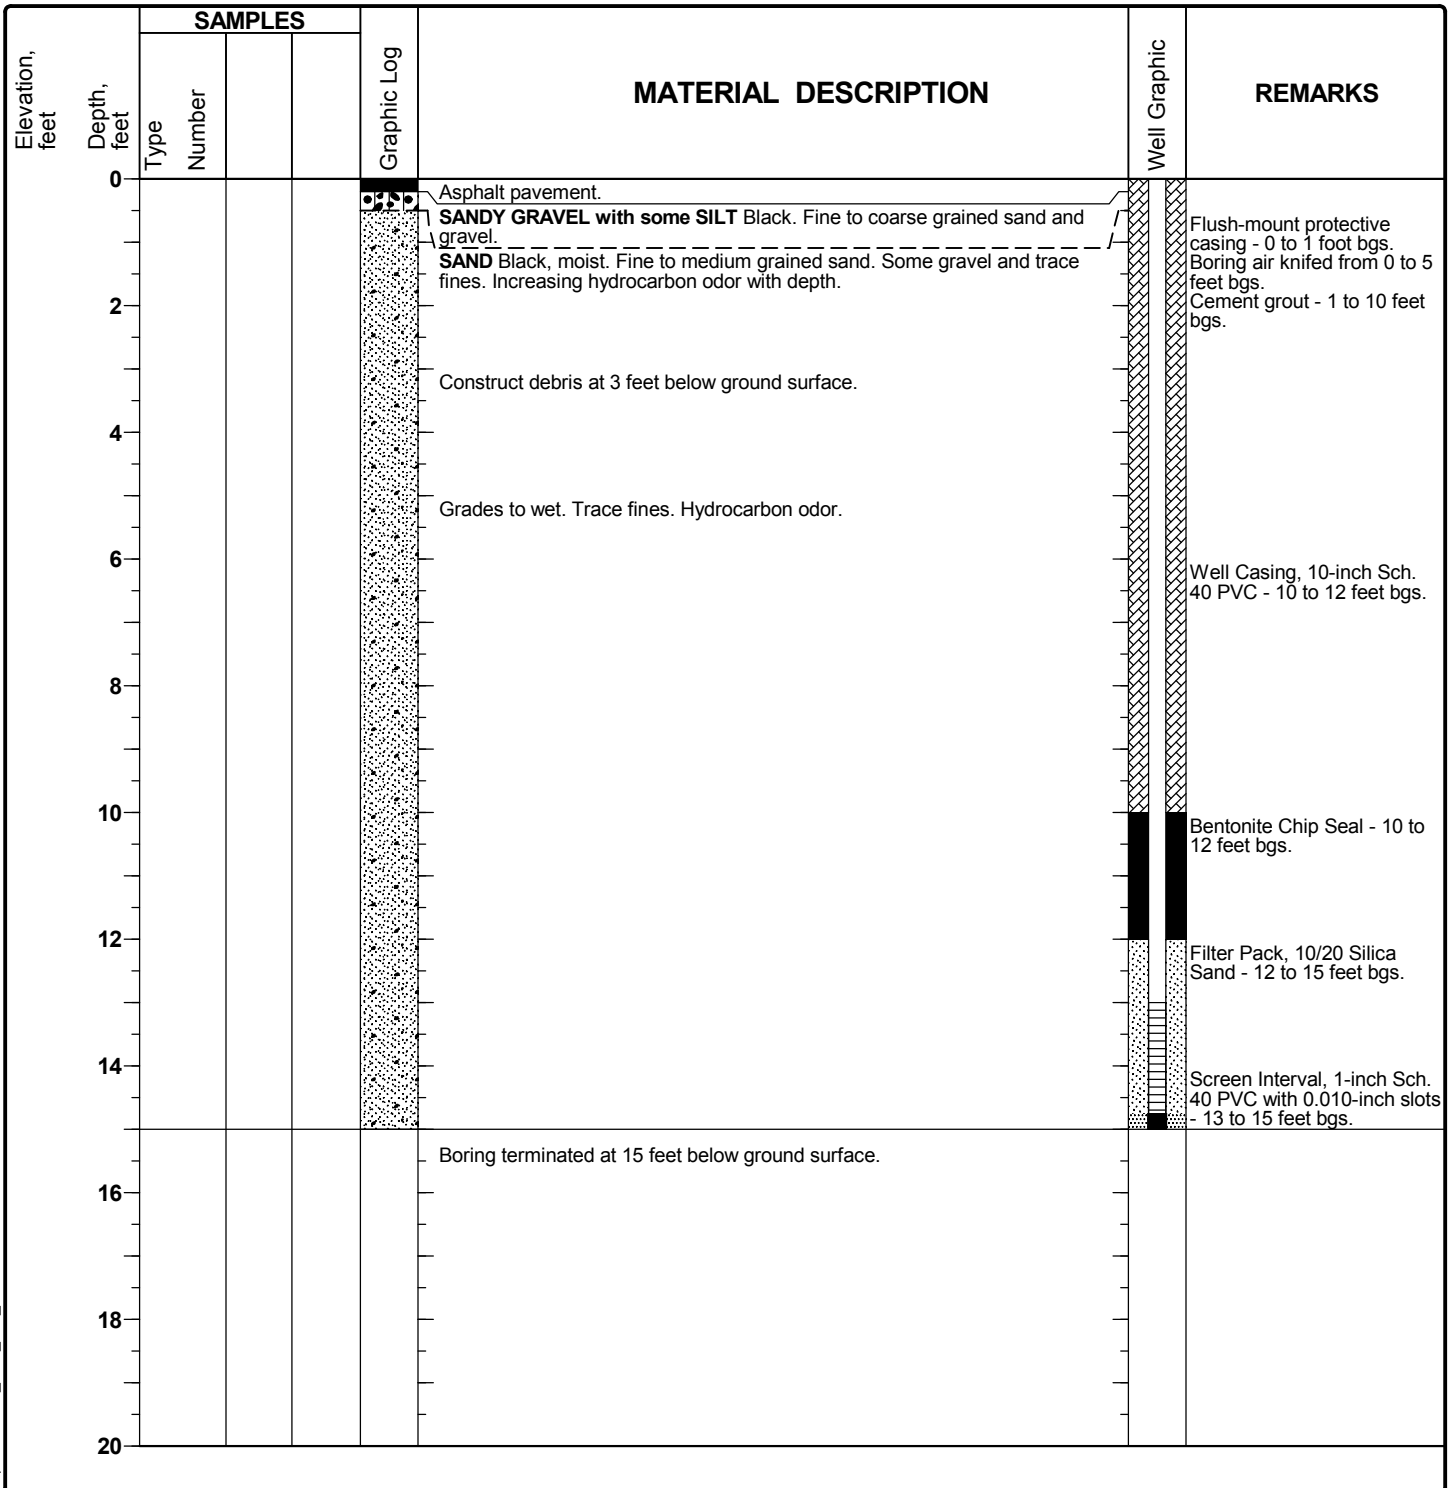 SAMPLES
Elevation,
feet
Depth,
feet
Type
Number
Graphic Log
MATERIAL DESCRIPTION
Well Graphic
REMARKS
0
Asphalt pavement.
SANDY GRAVEL with some SILT Black. Fine to coarse grained sand and
gravel.
SAND Black, moist. Fine to medium grained sand. Some gravel and trace
fines. Increasing hydrocarbon odor with depth.
Flush-mount protective
casing - 0 to 1 foot bgs.
Boring air knifed from 0 to 5
feet bgs.
Cement grout - 1 to 10 feet
bgs.
2
Construct debris at 3 feet below ground surface.
4
Grades to wet. Trace fines. Hydrocarbon odor.
6
Well Casing, 10-inch Sch.
40 PVC - 10 to 12 feet bgs.
8
10
Bentonite Chip Seal - 10 to
12 feet bgs.
12
Filter Pack, 10/20 Silica
Sand - 12 to 15 feet bgs.
14
Screen Interval, 1-inch Sch.
40 PVC with 0.010-inch slots
- 13 to 15 feet bgs.
Boring terminated at 15 feet below ground surface.
16
18
20